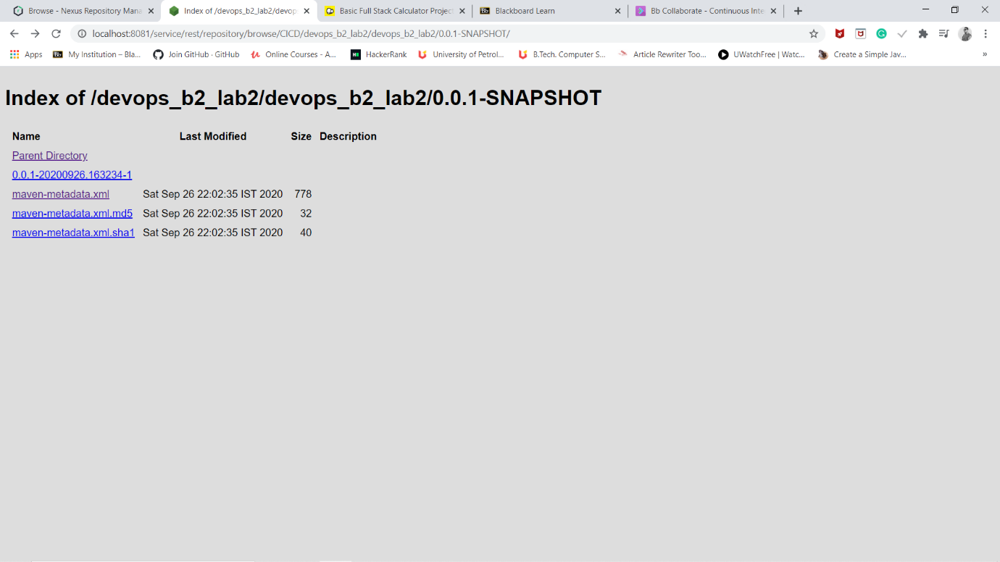 Browse - Nexus Repository Mana
Index of /devops_b2_lab2/devop
Basic Full Stack Calculator Project
Blackboard Learn
Bb Collaborate - Continuous Inte
localhost:8081/service/rest/repository/browse/CICD/devops_b2_lab2/devops_b2_lab2/0.0.1-SNAPSHOT/
Apps Bb My Institution – Bla... Join GitHub · GitHub Online Courses - A... HackerRank University of Petrol... B.Tech. Computer S... Article Rewriter Too... UWatchFree | Watc... Create a Simple Jav... »
Index of /devops_b2_lab2/devops_b2_lab2/0.0.1-SNAPSHOT
Name Last Modified Size Description
Parent Directory
0.0.1-20200926.163234-1
maven-metadata.xml Sat Sep 26 22:02:35 IST 2020 778
maven-metadata.xml.md5 Sat Sep 26 22:02:35 IST 2020 32
maven-metadata.xml.sha1 Sat Sep 26 22:02:35 IST 2020 40